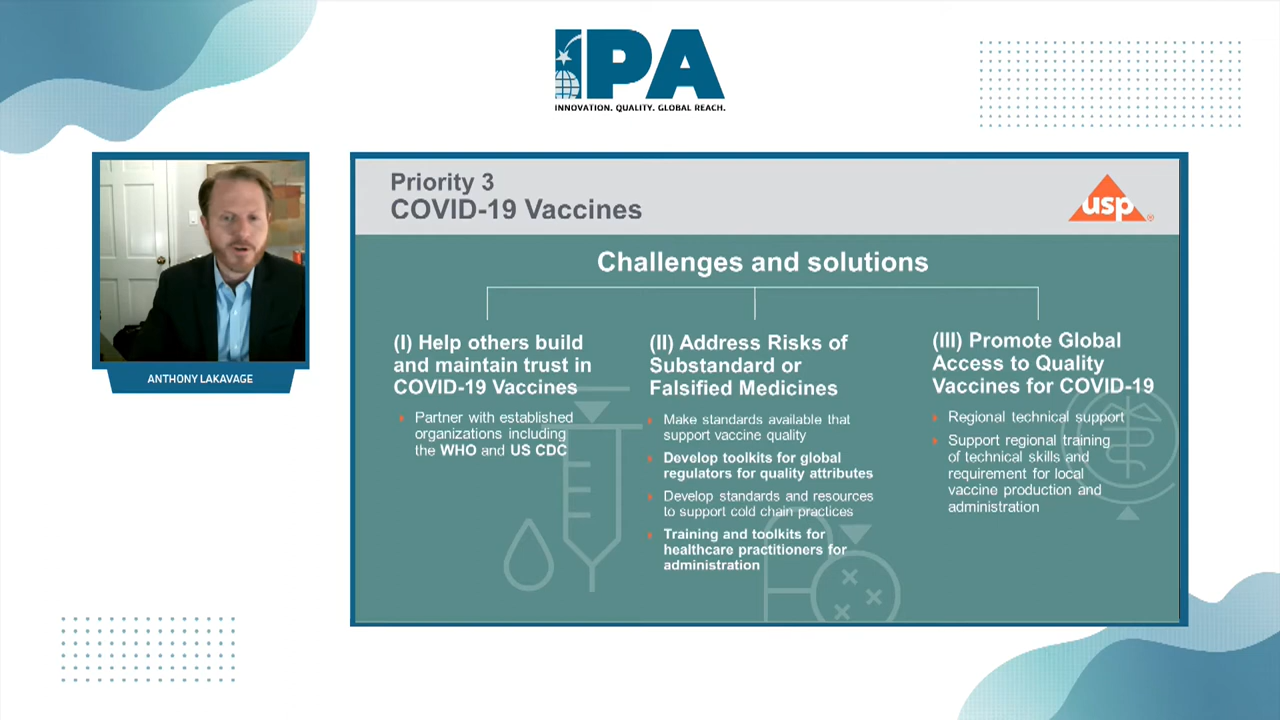 IPA
INNOVATION. QUALITY. GLOBAL REACH.
ANTHONY LAKAVAGE
Priority 3
COVID-19 Vaccines
usp
®
Challenges and solutions
(I) Help others build
and maintain trust in
COVID-19 Vaccines
Partner with established
organizations including
the WHO and US CDC
(II) Address Risks of
Substandard or
Falsified Medicines
Make standards available that
support vaccine quality
Develop toolkits for global
regulators for quality attributes
Develop standards and resources
to support cold chain practices
Training and toolkits for
healthcare practitioners for
administration
(III) Promote Global
Access to Quality
Vaccines for COVID-19
Regional technical support
Support regional training
of technical skills and
requirement for local
vaccine production and
administration